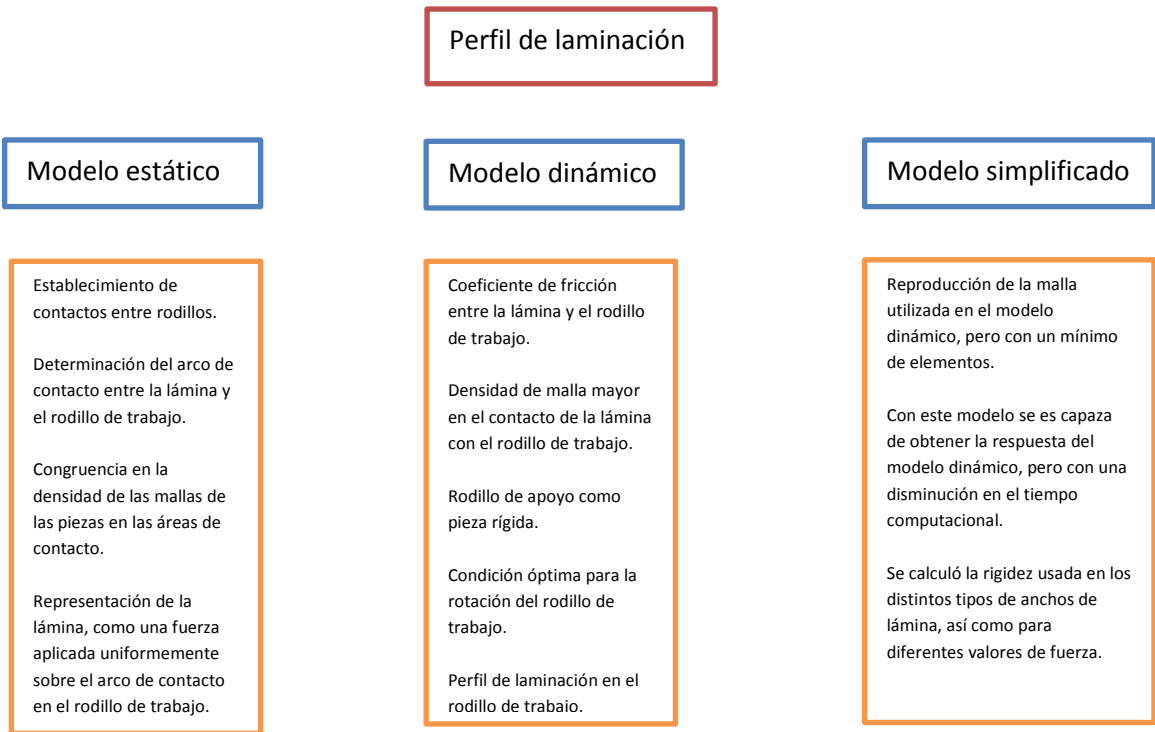 Perfil de laminación
Modelo estático
Modelo dinámico
Modelo simplificado
Establecimiento de
contactos entre rodillos.
Determinación del arco de
contacto entre la lámina y
el rodillo de trabajo.
Congruencia en la
densidad de las mallas de
las piezas en las áreas de
contacto.
Representación de la
lámina, como una fuerza
aplicada uniformemente
sobre el arco de contacto
en el rodillo de trabajo.
Coeficiente de fricción
entre la lámina y el rodillo
de trabajo.
Densidad de malla mayor
en el contacto de la lámina
con el rodillo de trabajo.
Rodillo de apoyo como
pieza rígida.
Condición óptima para la
rotación del rodillo de
trabajo.
Perfil de laminación en el
rodillo de trabajo.
Reproducción de la malla
utilizada en el modelo
dinámico, pero con un mínimo
de elementos.
Con este modelo se es capaza
de obtener la respuesta del
modelo dinámico, pero con una
disminución en el tiempo
computacional.
Se calculó la rigidez usada en los
distintos tipos de anchos de
lámina, así como para
diferentes valores de fuerza.